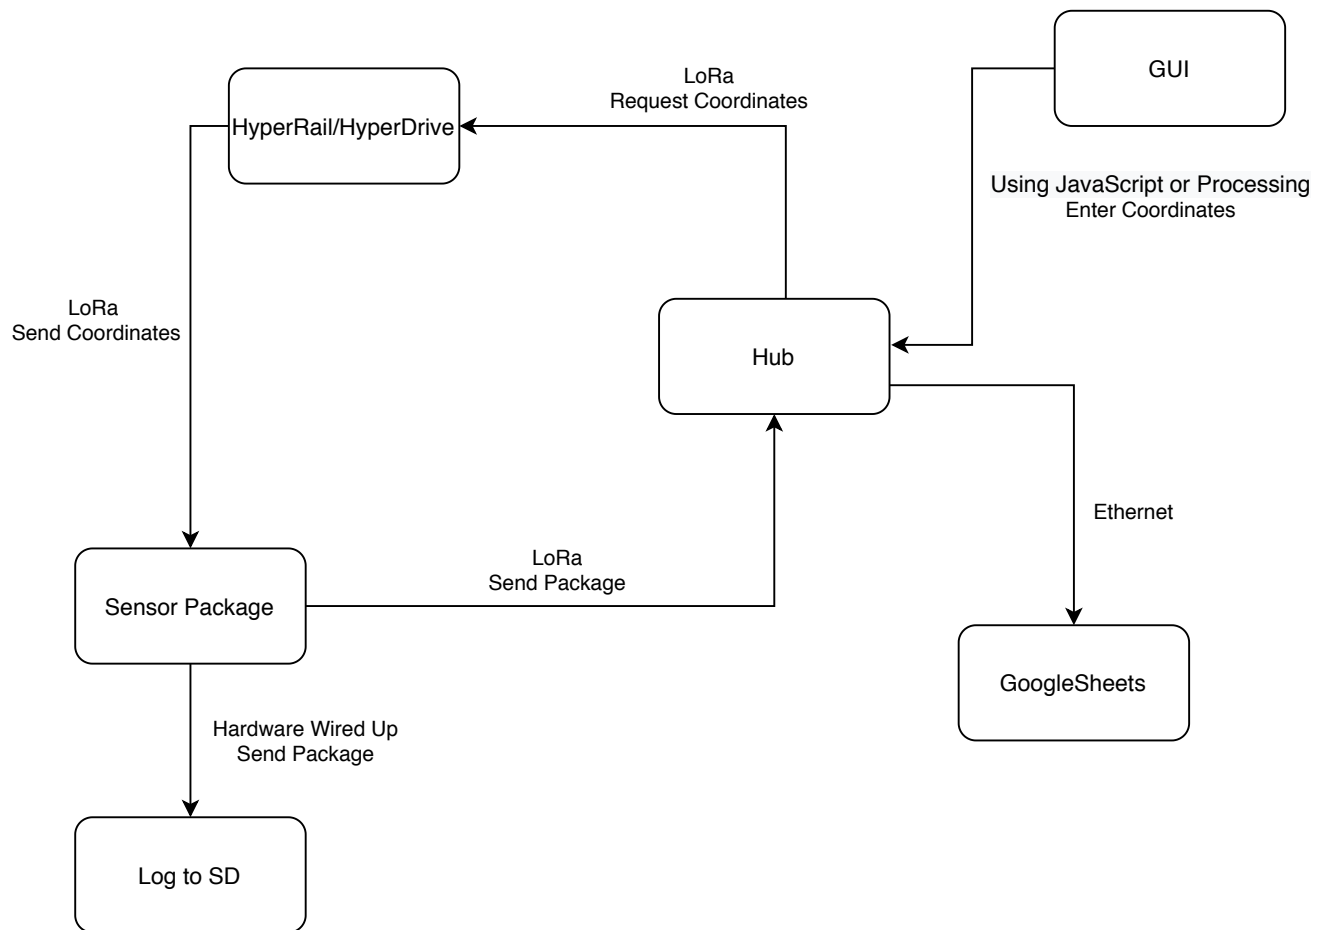 GUI
LoRa
Request Coordinates
HyperRail/HyperDrive
Using JavaScript or Processing
Enter Coordinates
LoRa
Send Coordinates
Hub
Ethernet
LoRa
Send Package
Sensor Package
GoogleSheets
Hardware Wired Up
Send Package
Log to SD